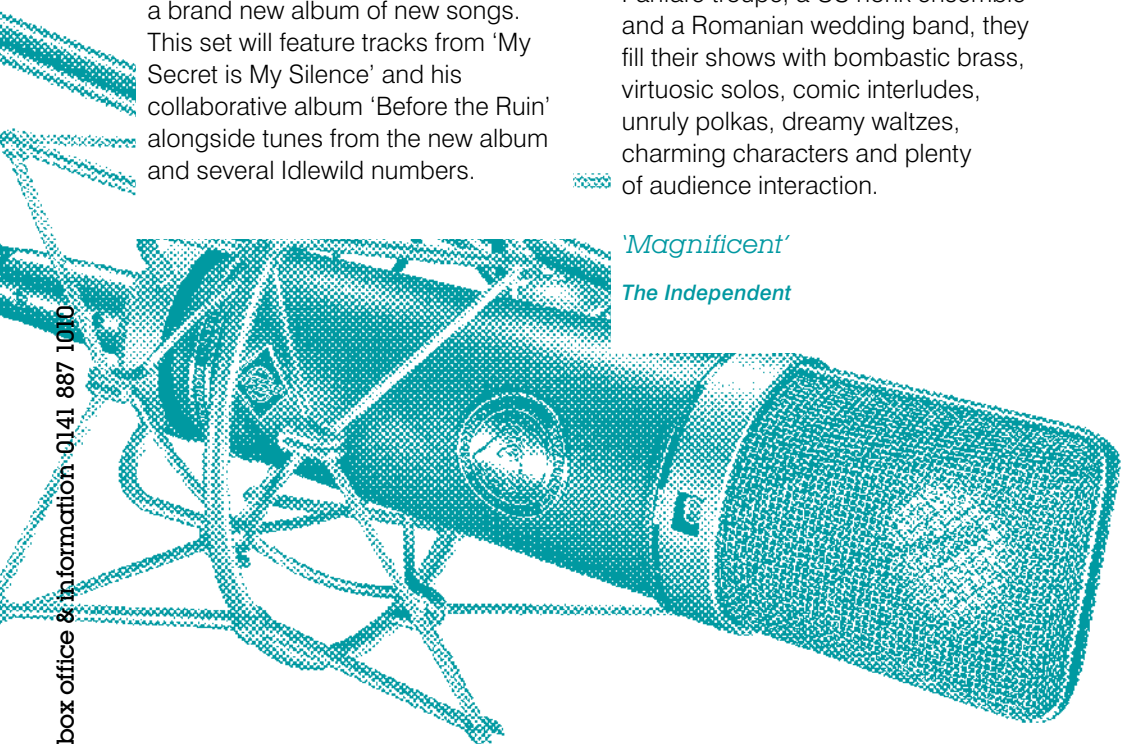 a brand new album of new songs.
This set will feature tracks from ‘My
Secret is My Silence’ and his
collaborative album ‘Before the Ruin’
alongside tunes from the new album
and several Idlewild numbers.
and a Romanian wedding band, they
fill their shows with bombastic brass,
virtuosic solos, comic interludes,
unruly polkas, dreamy waltzes,
charming characters and plenty
of audience interaction.
‘Magnificent’
The Independent
box office & information 0141 887 1010